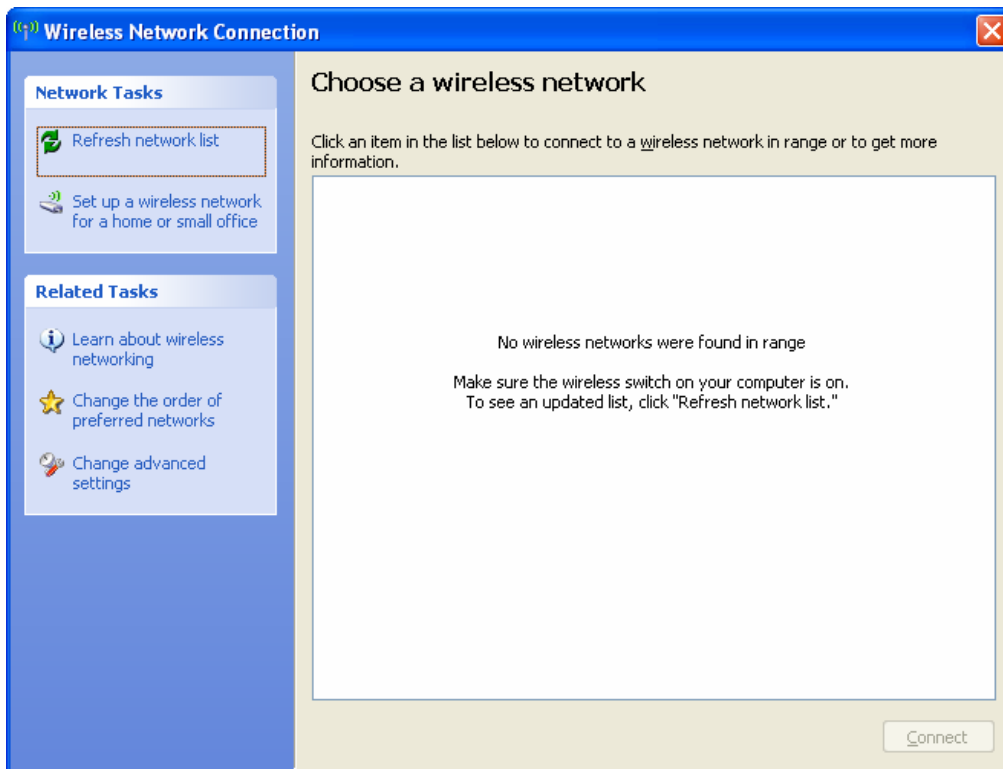 Wireless Network Connection
Network Tasks
Refresh network list
Set up a wireless network
for a home or small office
Related Tasks
Learn about wireless
networking
Change the order of
preferred networks
Change advanced
settings
Choose a wireless network
Click an item in the list below to connect to a wireless network in range or to get more
information.
No wireless networks were found in range
Make sure the wireless switch on your computer is on.
To see an updated list, click "Refresh network list."
Connect